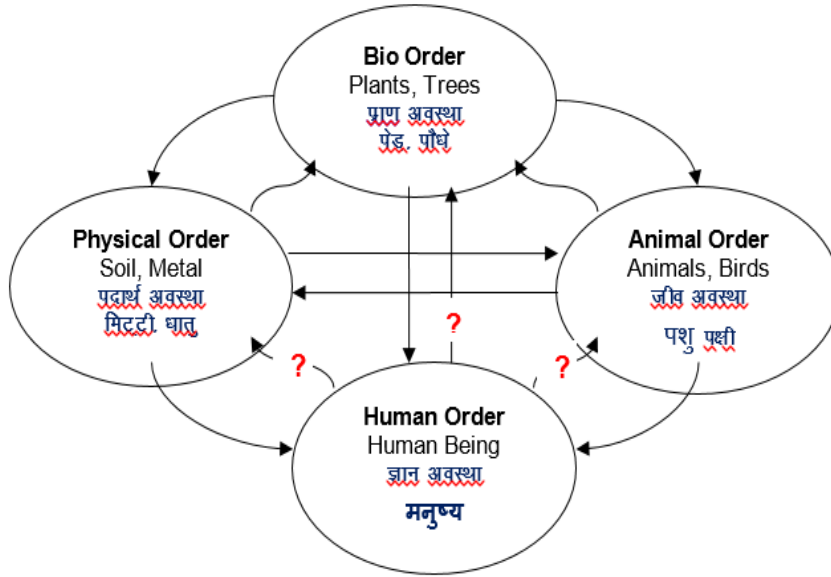 Bio Order
Plants, Trees
प्राण अवस्था
पेड़, पौधे
Physical Order
Soil, Metal
पदार्थ अवस्था
मिट्टी, धातु
Animal Order
Animals, Birds
जीव अवस्था
पशु पक्षी
?
?
?
Human Order
Human Being
ज्ञान अवस्था
मनुष्य